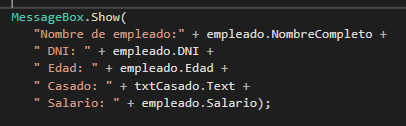 MessageBox.Show(
"Nombre de empleado:" + empleado.NombreCompleto +
" DNI: " + empleado.DNI +
" Edad: " + empleado.Edad +
" Casado: " + txtCasado.Text +
" Salario: " + empleado.Salario);